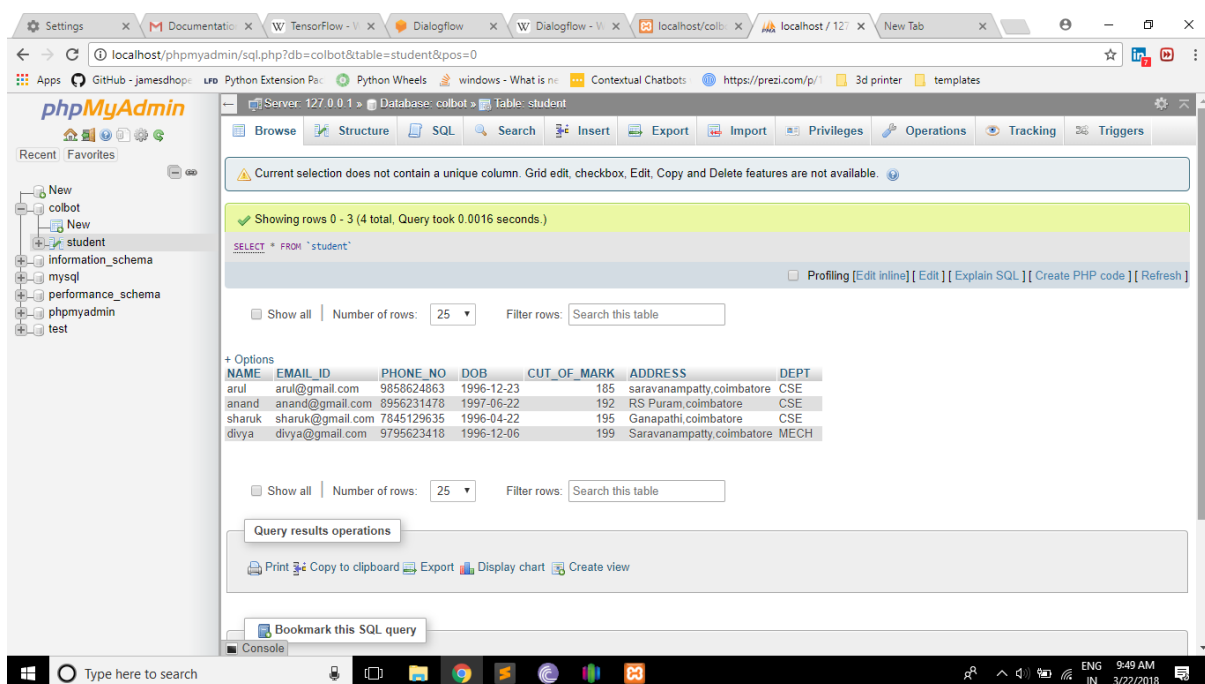 Settings M Documentatio W TensorFlow - W Dialogflow W Dialogflow - W localhost/colb localhost / 127 New Tab
localhost/phpmyadmin/sql.php?db=colbot&table=student&pos=0
Apps GitHub - jamesdhope LFD Python Extension Pac Python Wheels windows - What is ne Contextual Chatbots https://prezi.com/p/1 3d printer templates
phpMyAdmin
Recent Favorites
New
colbot
New
student
information_schema
mysql
performance_schema
phpmyadmin
test
Server: 127.0.0.1 » Database: colbot » Table: student
Browse Structure SQL Search Insert Export Import Privileges Operations Tracking Triggers
Current selection does not contain a unique column. Grid edit, checkbox, Edit, Copy and Delete features are not available.
Showing rows 0 - 3 (4 total, Query took 0.0016 seconds.)
SELECT * FROM `student`
Profiling [Edit inline] [ Edit ] [ Explain SQL ] [ Create PHP code ] [ Refresh ]
Show all Number of rows: 25 Filter rows: Search this table
+ Options
NAME EMAIL_ID PHONE_NO DOB CUT_OF_MARK ADDRESS DEPT
arul arul@gmail.com 9858624863 1996-12-23 185 saravanampatty,coimbatore CSE
anand anand@gmail.com 8956231478 1997-06-22 192 RS Puram,coimbatore CSE
sharuk sharuk@gmail.com 7845129635 1996-04-22 195 Ganapathi,coimbatore CSE
divya divya@gmail.com 9795623418 1996-12-06 199 Saravanampatty,coimbatore MECH
Show all Number of rows: 25 Filter rows: Search this table
Query results operations
Print Copy to clipboard Export Display chart Create view
Bookmark this SQL query
Console
Type here to search
ENG 9:49 AM
IN 3/22/2018